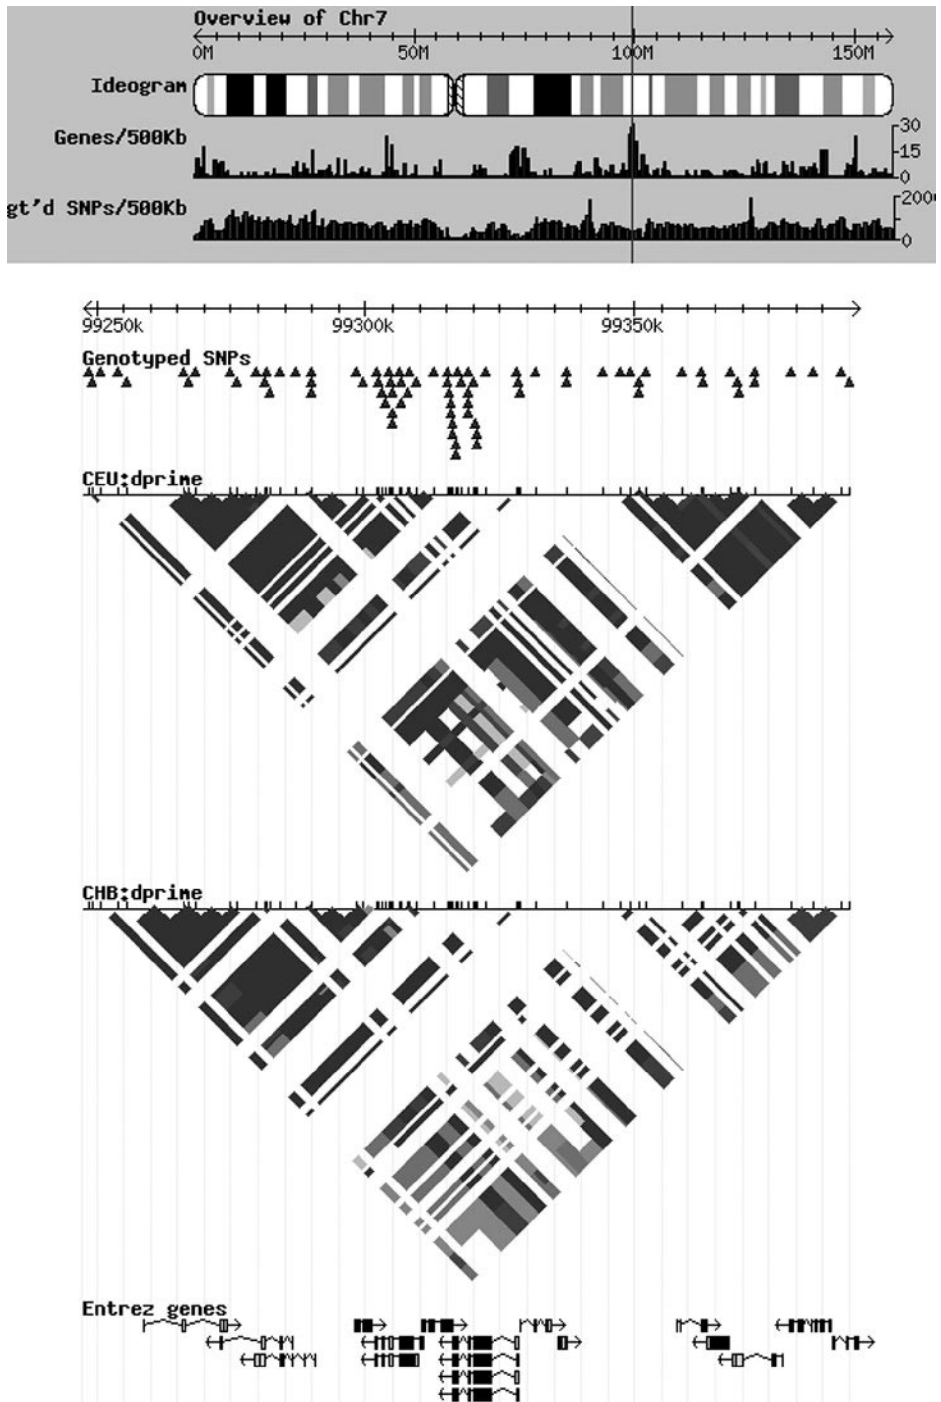 Overview of Chr7
0M 50M 100M 150M
Ideogram
Genes/500Kb 30
15
0
gt'd SNPs/500Kb 200
0
99250k 99300k 99350k
Genotyped SNPs
CEU:dprime
CHB:dprime
Entrez genes